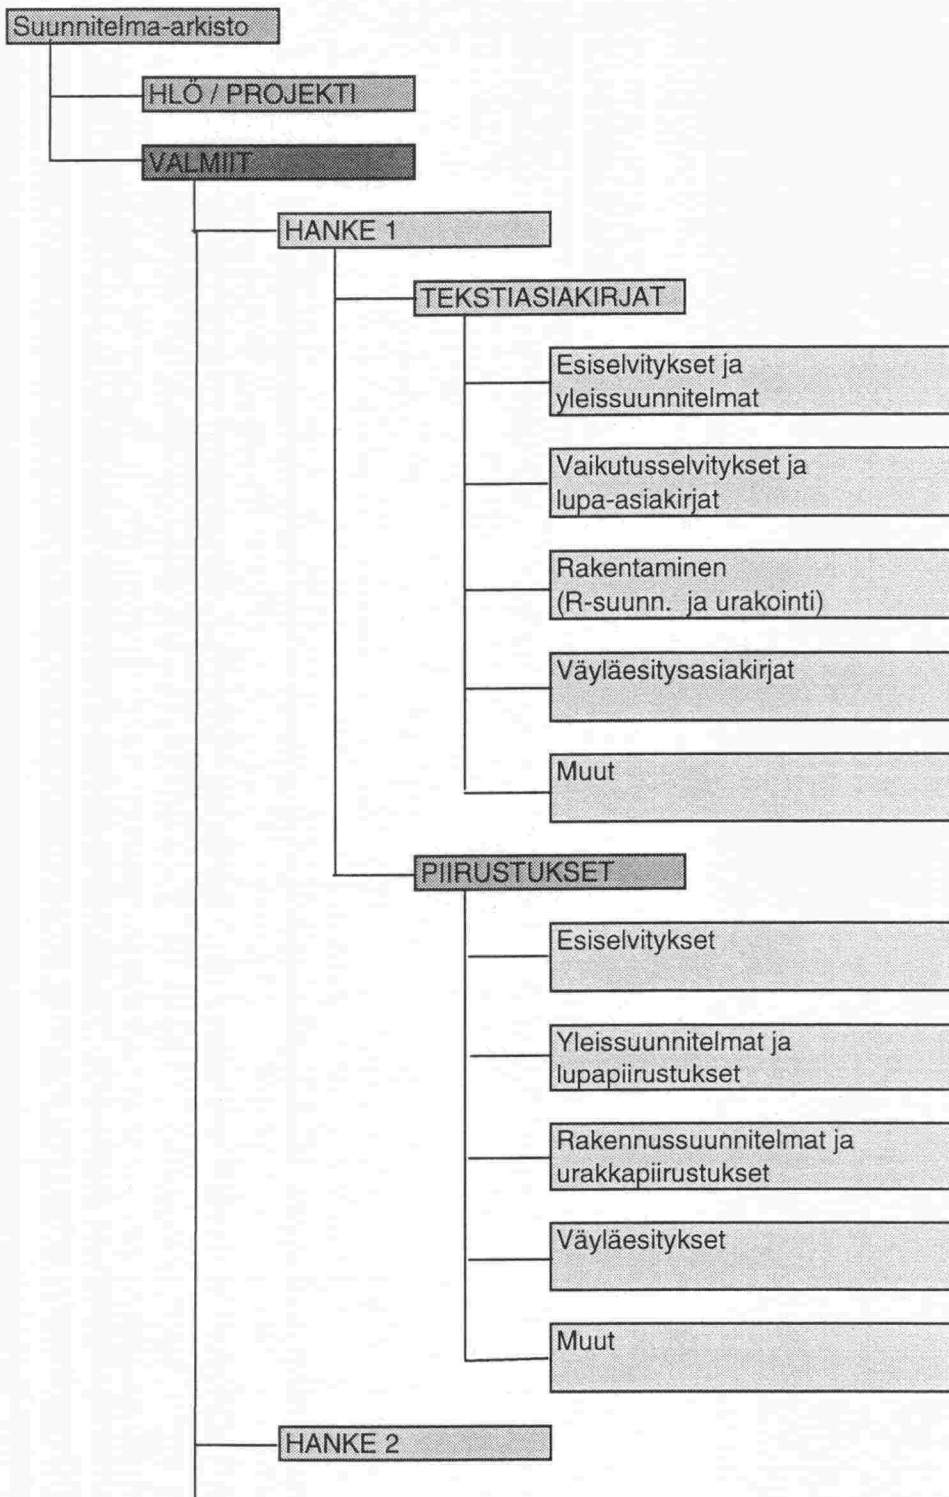 Suunnitelma-arkisto
HLÖ / PROJEKTI
VALMIIT
HANKE 1
TEKSTIASIAKIRJAT
Esiselvitykset ja
yleissuunnitelmat
Vaikutusselvitykset ja
lupa-asiakirjat
Rakentaminen
(R-suunn. ja urakointi)
Väyläesitysasiakirjat
Muut
PIIRUSTUKSET
Esiselvitykset
Yleissuunnitelmat ja
lupapiirustukset
Rakennussuunnitelmat ja
urakkapiirustukset
Väyläesitykset
Muut
HANKE 2